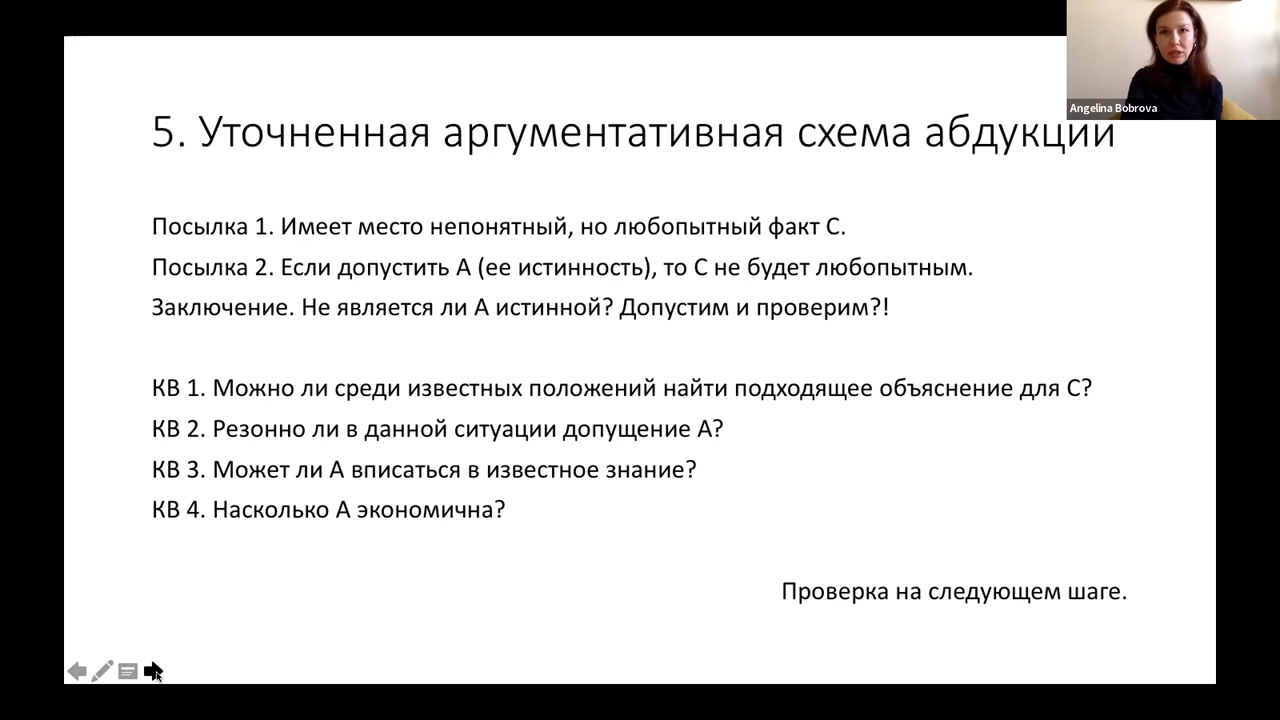 Angelina Bobrova
5. Уточненная аргументативная схема абдукции
Посылка 1. Имеет место непонятный, но любопытный факт С.
Посылка 2. Если допустить А (ее истинность), то С не будет любопытным.
Заключение. Не является ли А истинной? Допустим и проверим?!
КВ 1. Можно ли среди известных положений найти подходящее объяснение для С?
КВ 2. Резонно ли в данной ситуации допущение А?
КВ 3. Может ли А вписаться в известное знание?
КВ 4. Насколько А экономична?
Проверка на следующем шаге.